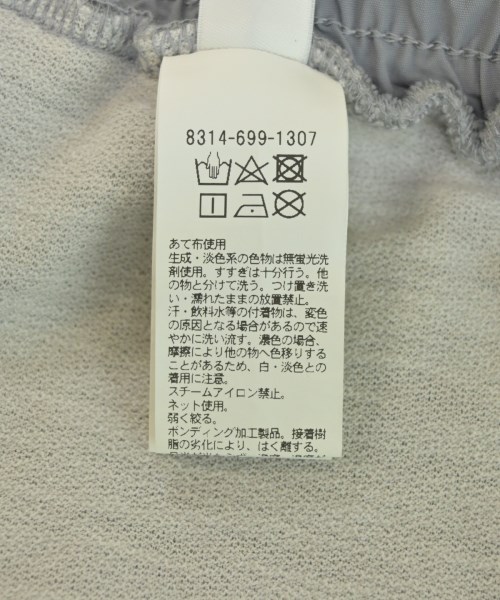 8314-699-1307
あて布使用
生成・淡色系の色物は無蛍光洗
剤使用。すすぎは十分行う。他
の物と分けて洗う。つけ置き洗
い・濡れたままの放置禁止。
汗・飲料水等の付着物は、変色
の原因となる場合があるので速
やかに洗い流す。濃色の場合、
摩擦により他の物へ色移りする
ことがあるため、白・淡色との
着用に注意。
スチームアイロン禁止。
ネット使用。
弱く絞る。
ボンディング加工製品。接着樹
脂の劣化により、はく離する。